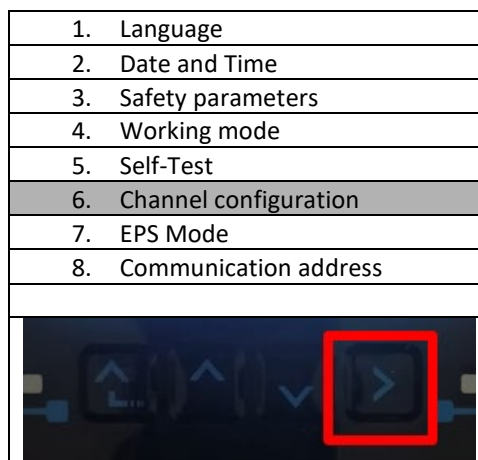 1. Language
2. Date and Time
3. Safety parameters
4. Working mode
5. Self-Test
6. Channel configuration
7. EPS Mode
8. Communication address